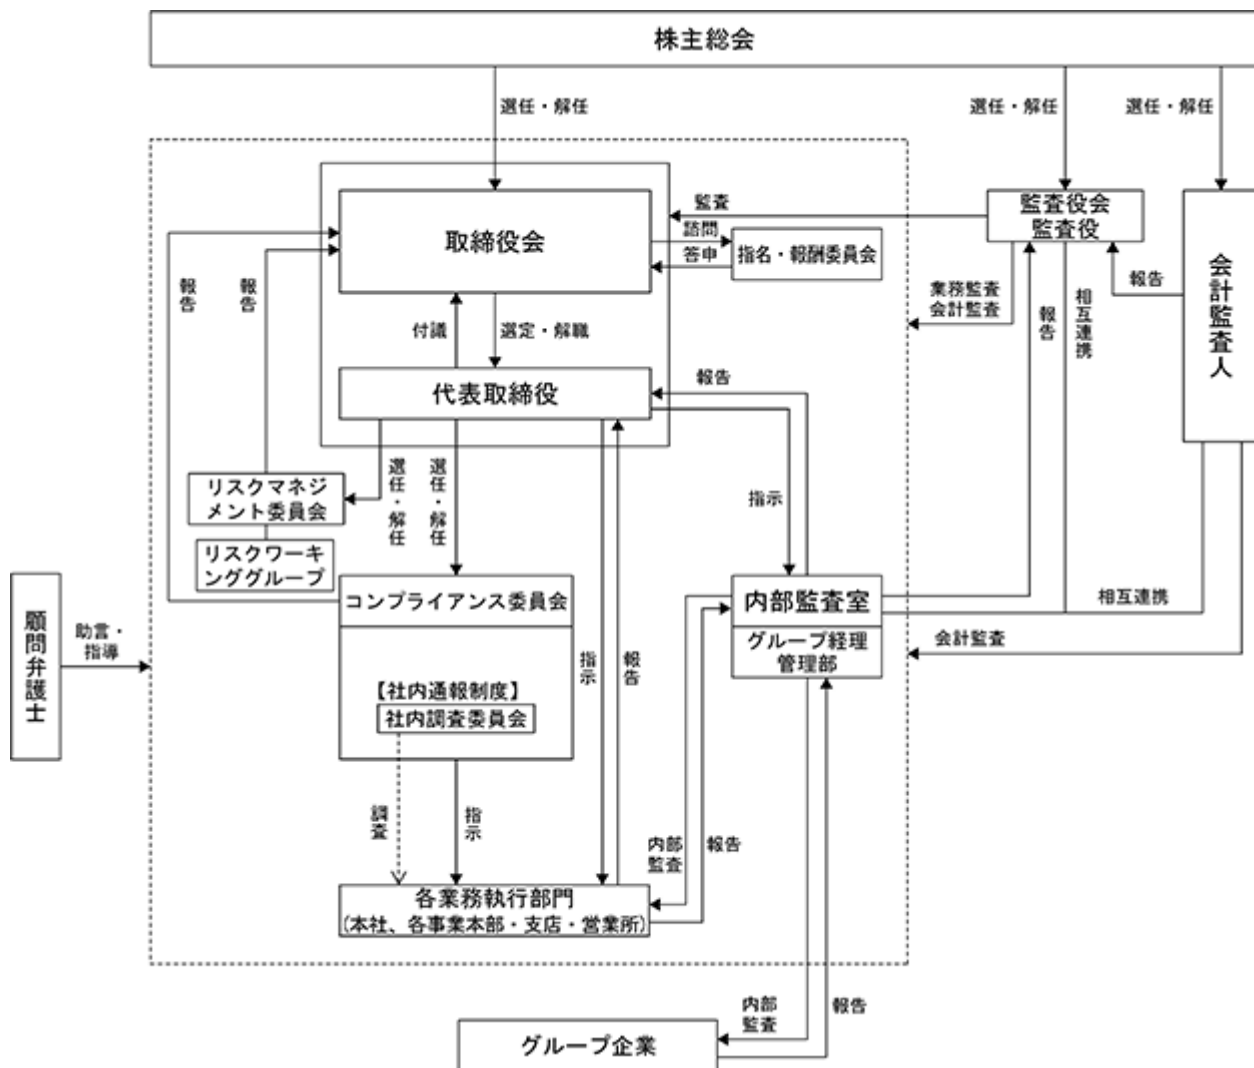 株主総会
選任・解任
選任・解任
選任・解任
取締役会
監査
諮問
答申
指名・報酬委員会
監査役会
監査役
会計監査人
報告
報告
報告
業務監査
会計監査
報告
相互連携
付議
選定・解職
代表取締役
報告
選任・解任
選任・解任
指示
リスクマネジ
メント委員会
リスクワーキ
ンググループ
コンプライアンス委員会
内部監査室
グループ経理
管理部
相互連携
会計監査
顧問弁護士
助言・
指導
指示
報告
【社内通報制度】
社内調査委員会
調査
指示
内部
監査
報告
各業務執行部門
(本社、各事業本部・支店・営業所)
内部
監査
報告
グループ企業